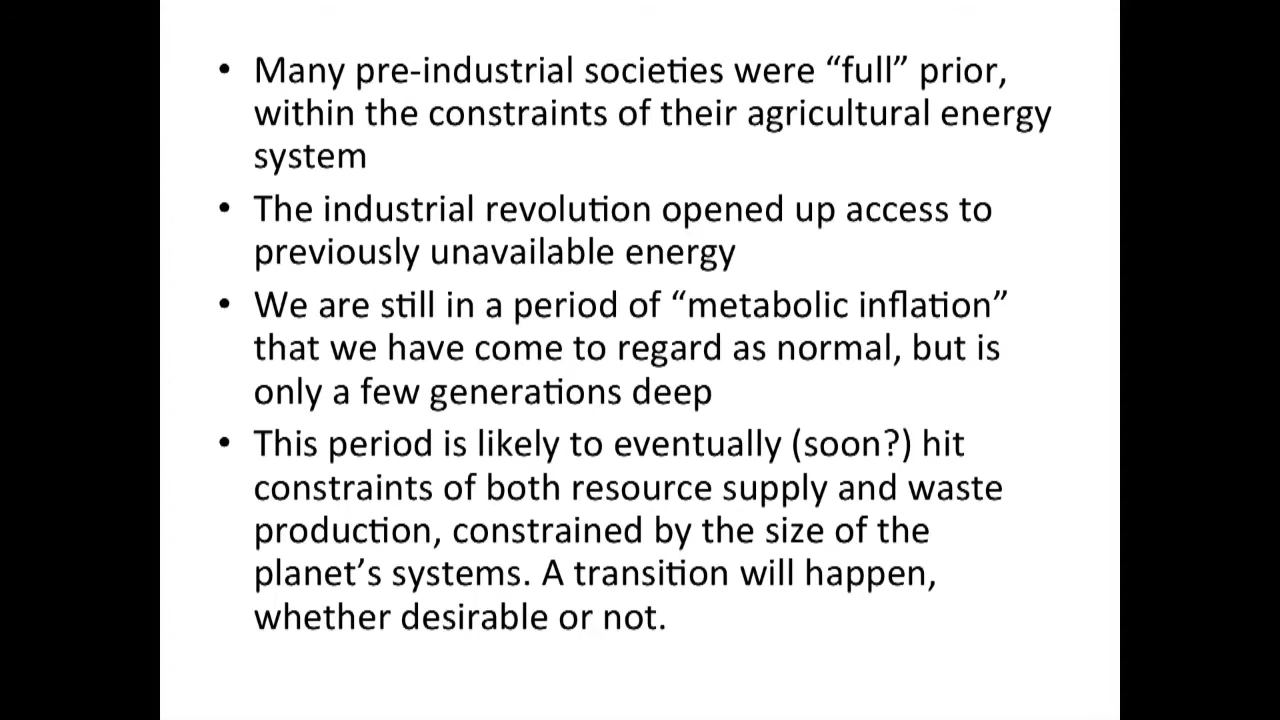 • Many pre-industrial societies were “full” prior,
within the constraints of their agricultural energy
system
• The industrial revolution opened up access to
previously unavailable energy
• We are still in a period of “metabolic inflation”
that we have come to regard as normal, but is
only a few generations deep
• This period is likely to eventually (soon?) hit
constraints of both resource supply and waste
production, constrained by the size of the
planet’s systems. A transition will happen,
whether desirable or not.